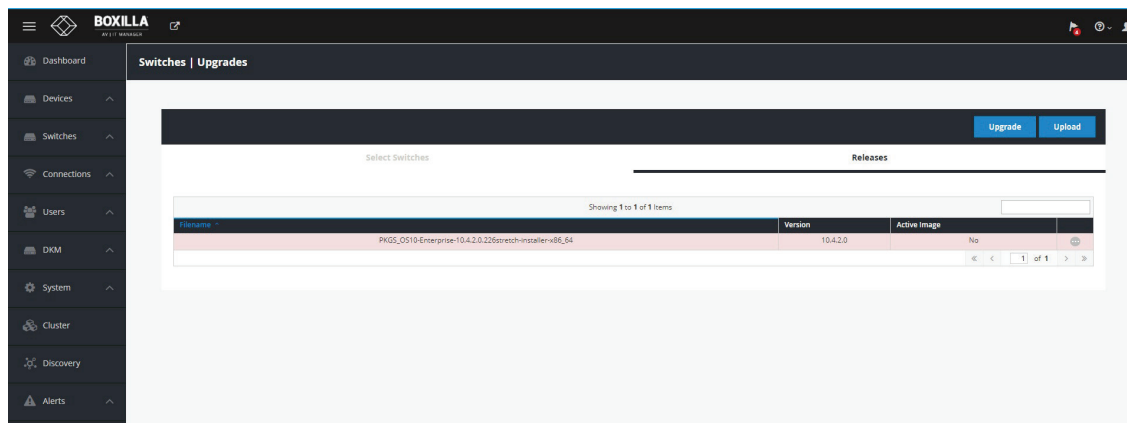 BOXILLA
AV | IT MANAGER
4
Dashboard
Switches | Upgrades
Devices
Switches
Connections
Users
DKM
System
Cluster
Discovery
Alerts
Upgrade Upload
Select Switches Releases
Showing 1 to 1 of 1 Items
Filename Version Active Image
PKGS_OS10-Enterprise-10.4.2.0.226stretch-installer-x86_64 10.4.2.0 No
1 of 1